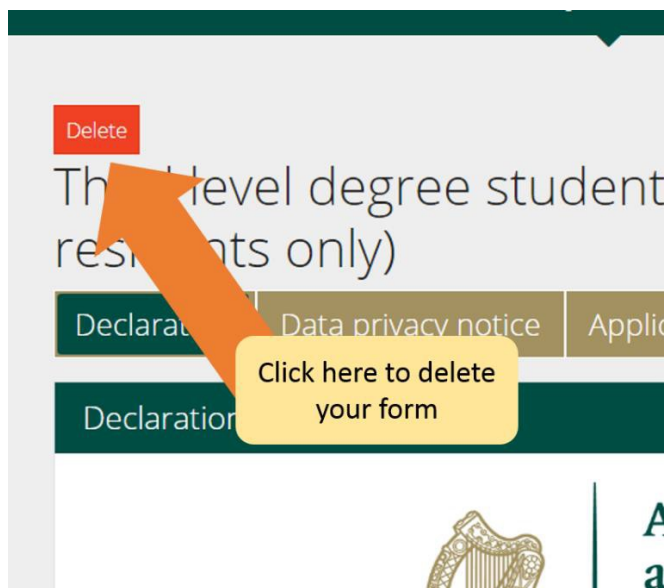 Delete
level degree student
only)
Data privacy notice
Declaration
Click here to delete
your form
A
a